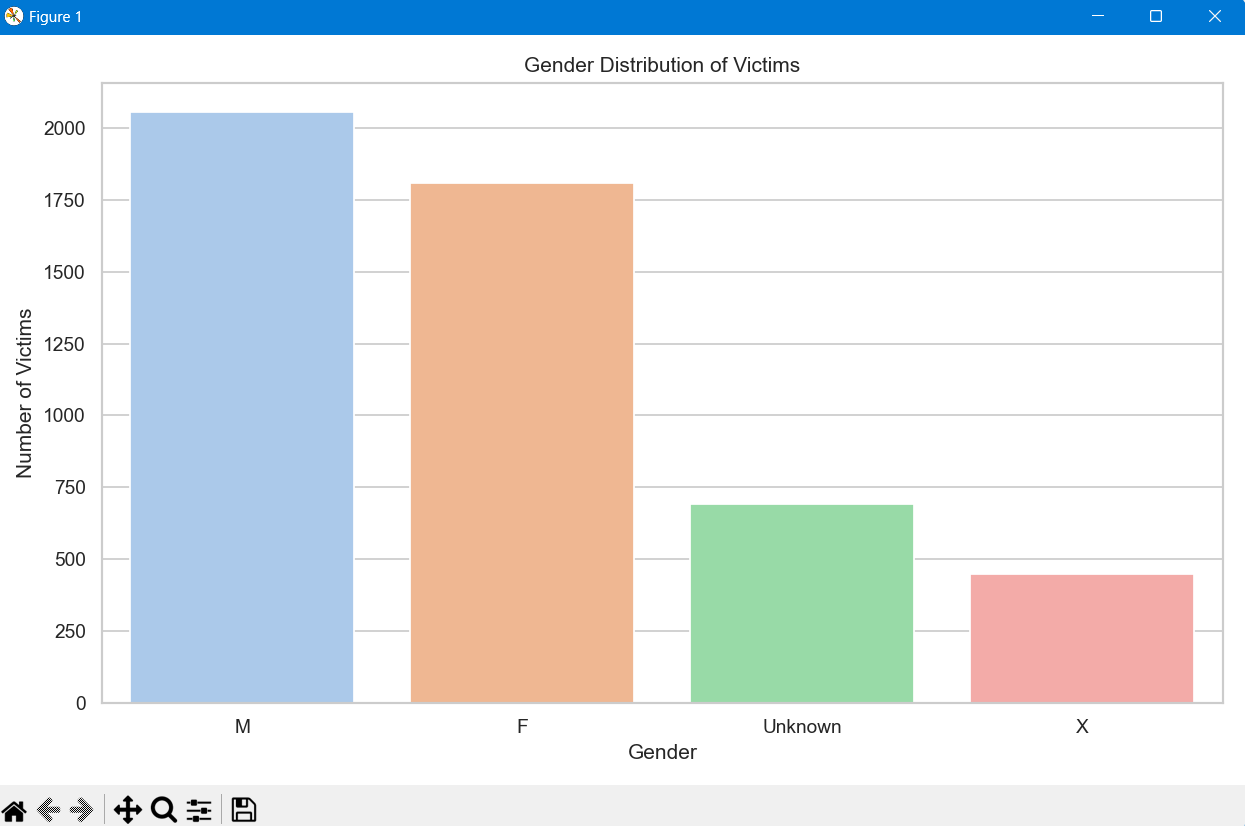 Figure 1
Gender Distribution of Victims
2000
1750
1500
1250
1000
750
500
250
0
Number of Victims
M F Unknown X
Gender